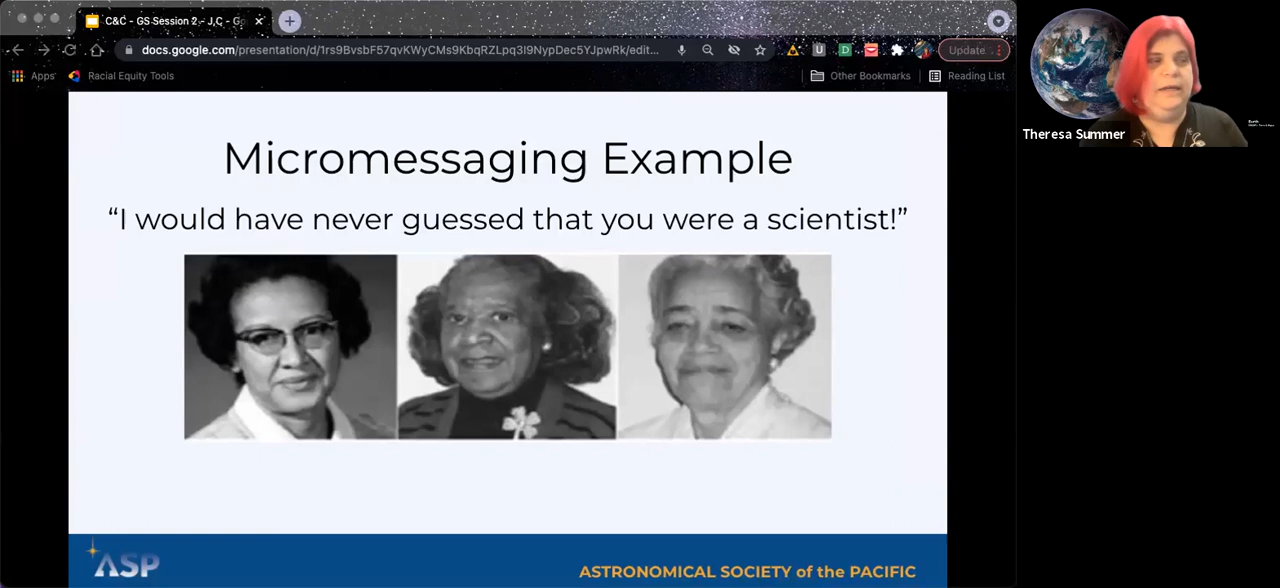 C&C - GS Session 2 - J,C - Go
docs.google.com/presentation/d/1rs9BvsbF57qvKWyCMs9KbqRZLpq3I9NypDec5YJpwRk/edit...
Update
Apps
Racial Equity Tools
Other Bookmarks
Reading List
Theresa Summer
Micromessaging Example
“I would have never guessed that you were a scientist!”
ASP
ASTRONOMICAL SOCIETY of the PACIFIC